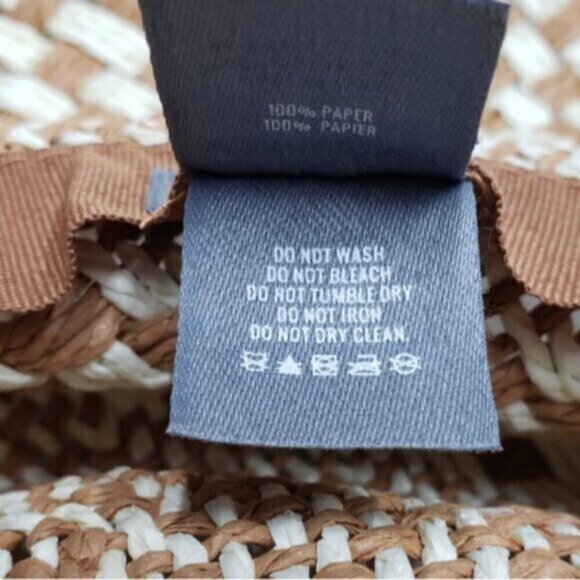 100% PAPER
100% PAPIER
DO NOT WASH
DO NOT BLEACH
DO NOT TUMBLE DRY
DO NOT IRON
DO NOT DRY CLEAN.